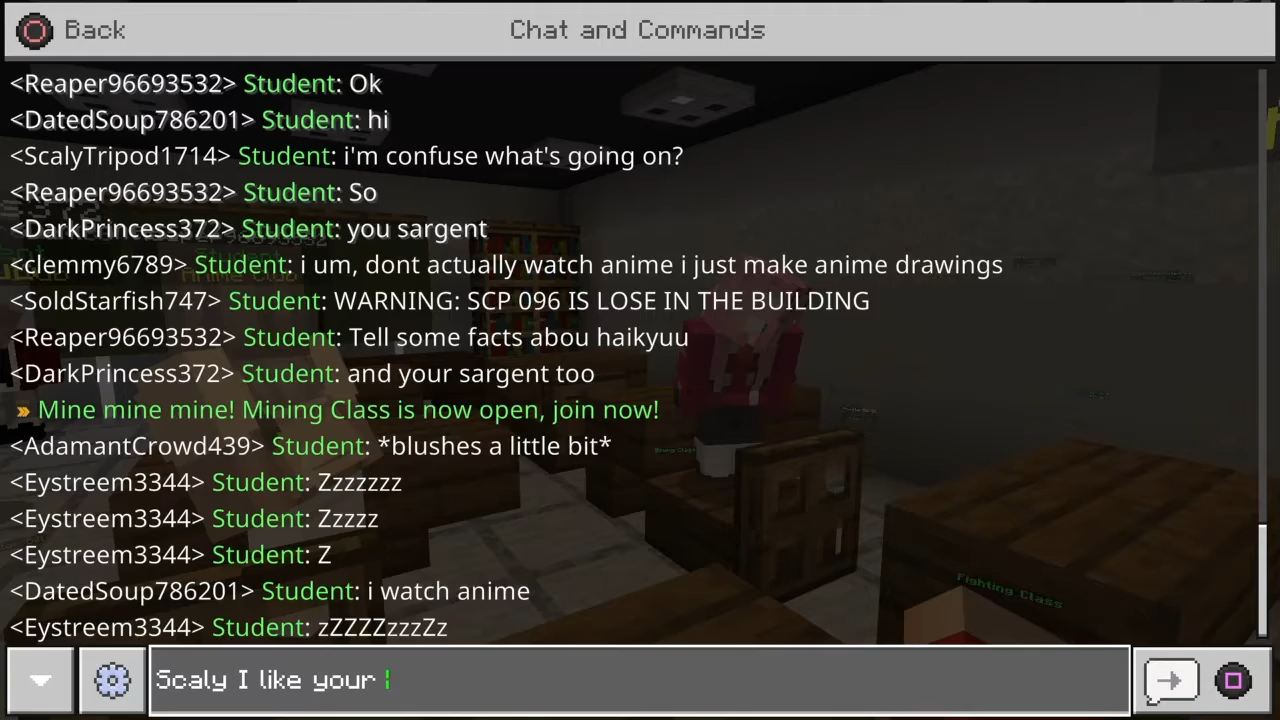 Back
Chat and Commands
<Reaper96693532> Student: Ok
<DatedSoup786201> Student: hi
<ScalyTripod1714> Student: i'm confuse what's going on?
<Reaper96693532> Student: So
<DarkPrincess372> Student: you sargent
<clemmy6789> Student: i um, dont actually watch anime i just make anime drawings
<SoldStarfish747> Student: WARNING: SCP 096 IS LOSE IN THE BUILDING
<Reaper96693532> Student: Tell some facts abou haikyuu
<DarkPrincess372> Student: and your sargent too
» Mine mine mine! Mining Class is now open, join now!
<AdamantCrowd439> Student: *blushes a little bit*
<Eystreem3344> Student: Zzzzzzz
<Eystreem3344> Student: Zzzzz
<Eystreem3344> Student: Z
<DatedSoup786201> Student: i watch anime
<Eystreem3344> Student: zZZZZzzzZz
Fighting Class
Scaly I like your